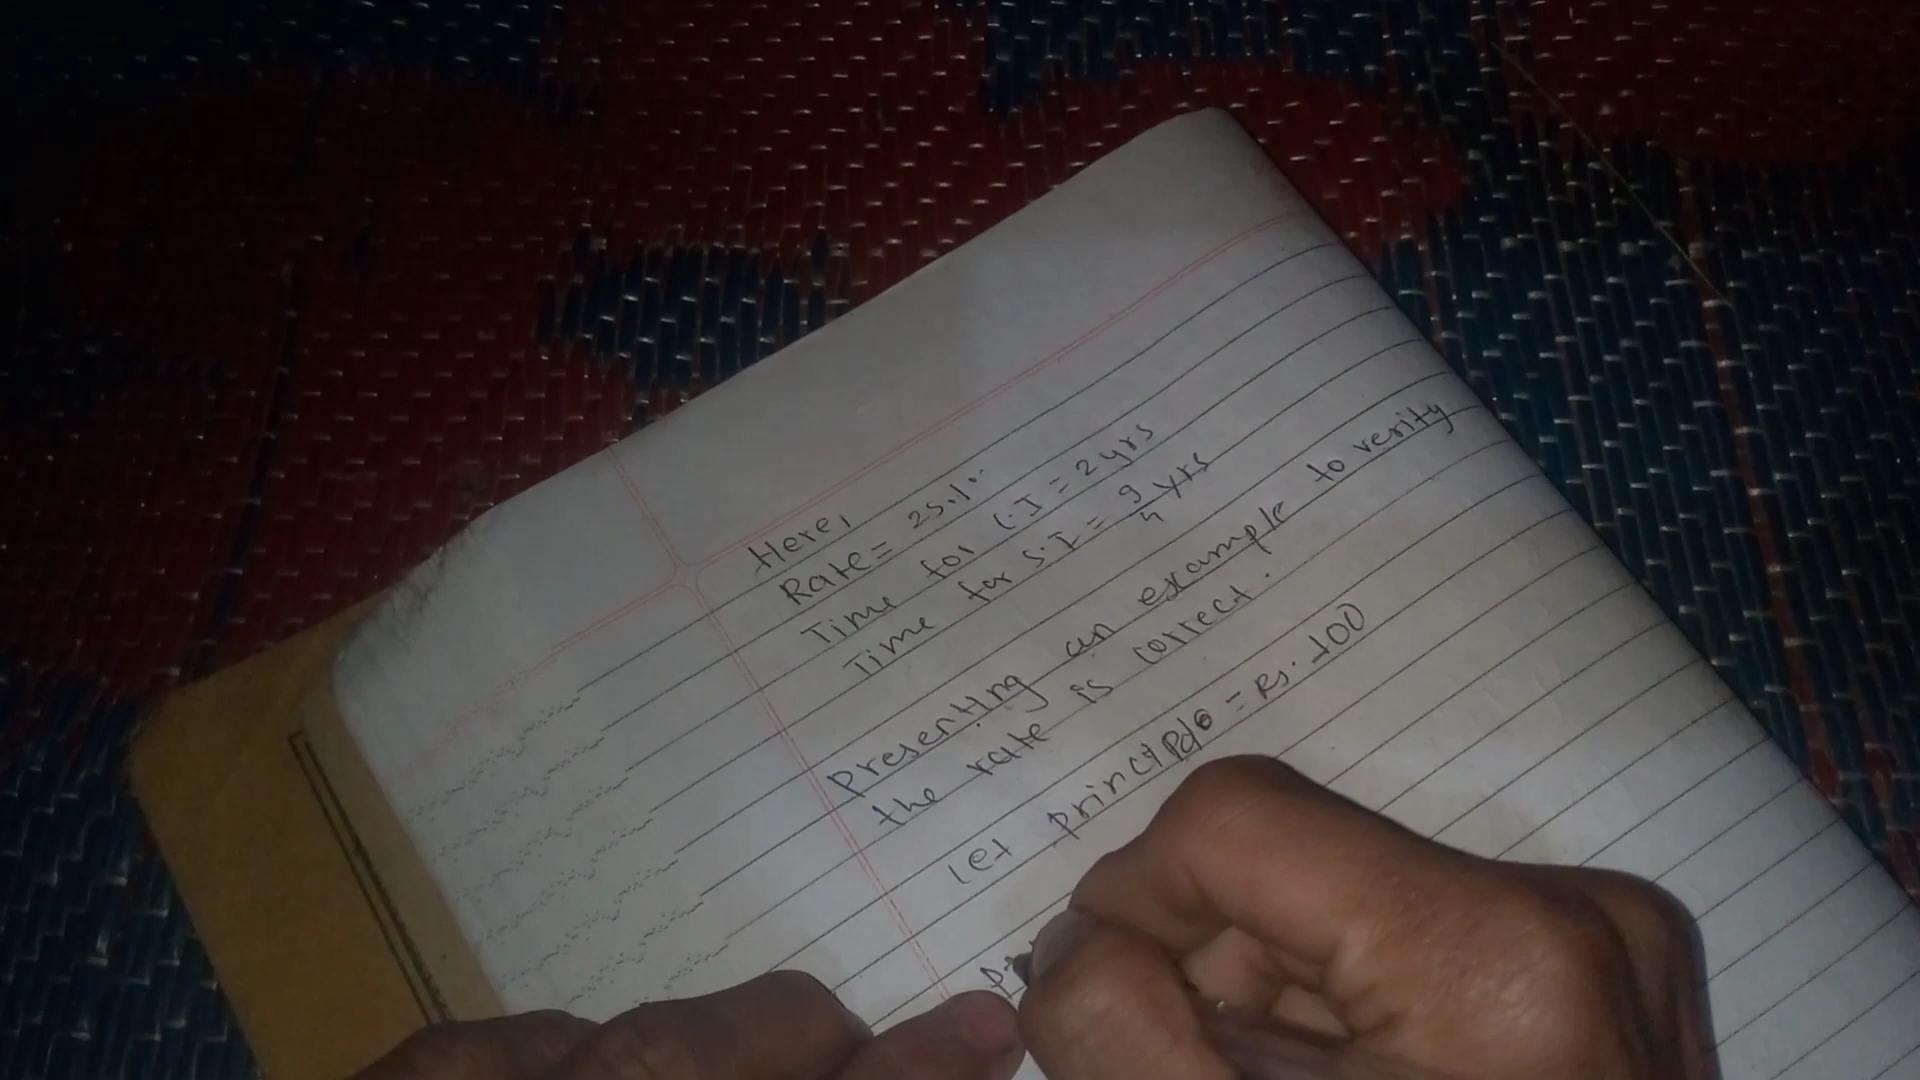 Here,
Rate = 25%
Time for C.I = 2 yrs
Time for S.I = 9/4 yrs
Presenting an example to verity
the rate is correct.
let principle = Rs. 100